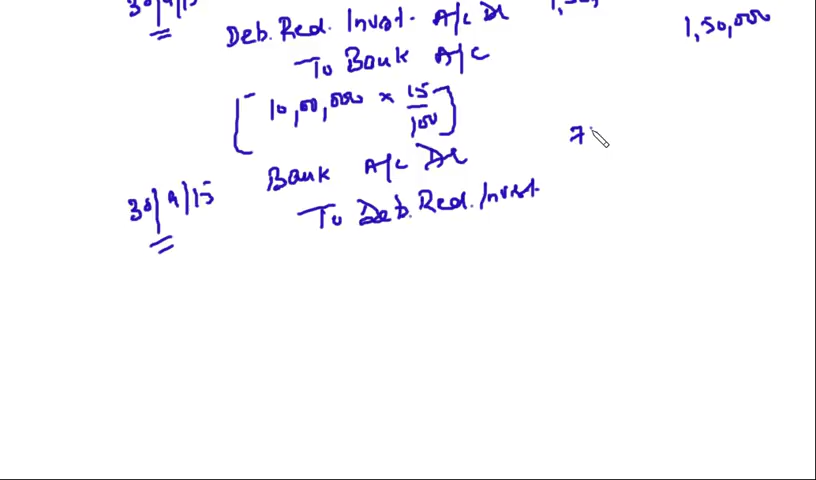 Deb. Red. Invst. A/c Dr
1,50,000
To Bank A/c
[10,00,000 × 15/100]
7
Bank A/c Dr
30/9/15
To Deb. Red. Invest